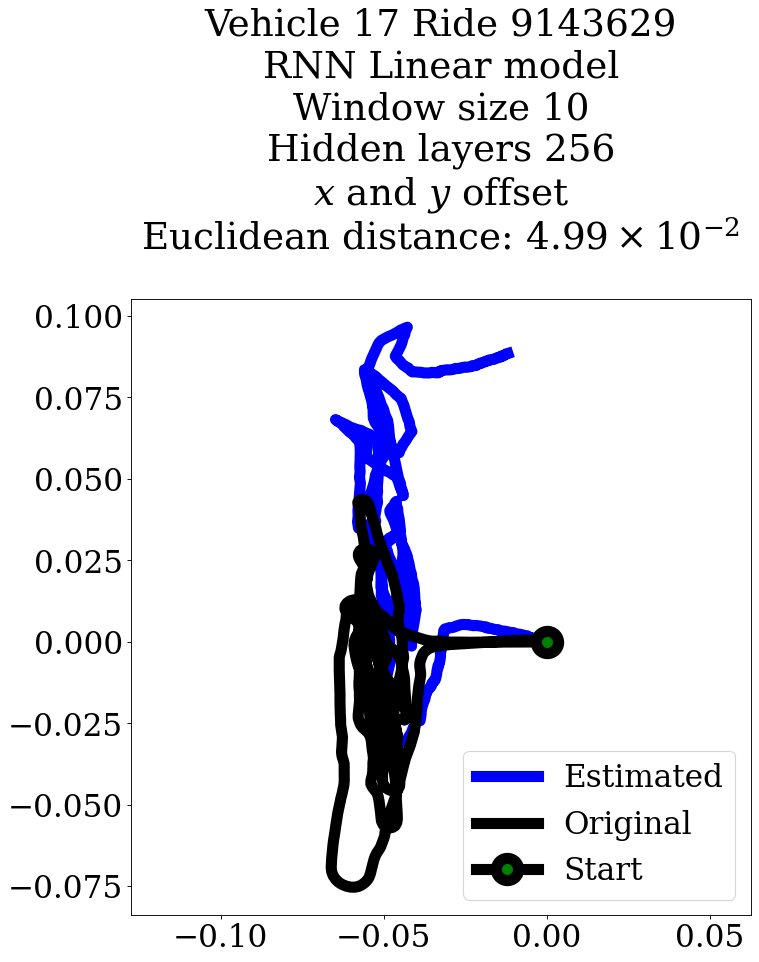 Vehicle 17 Ride 9143629
RNN Linear model
Window size 10
Hidden layers 256
x and y offset
Euclidean distance: 4.99 × 10⁻²
0.100
0.075
0.050
0.025
0.000
−0.025
−0.050
−0.075
Estimated
Original
Start
−0.10
−0.05
0.00
0.05